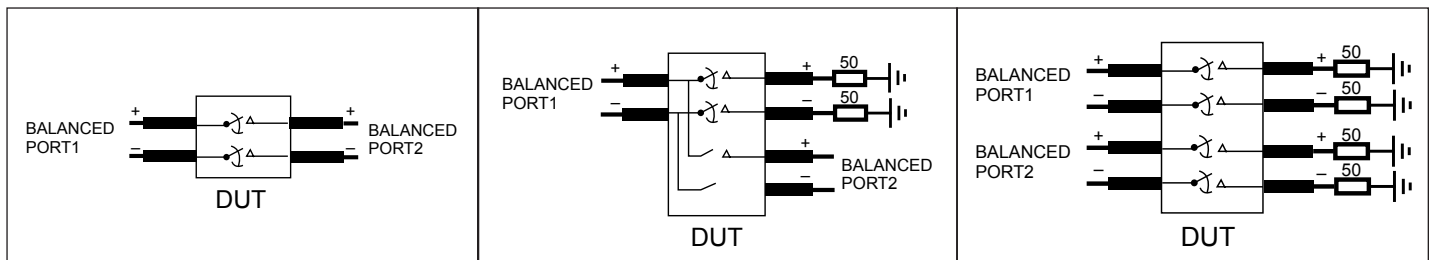 +
+
BALANCED
PORT1
BALANCED
PORT2
–
–
DUT
+
BALANCED
PORT1
–
+
50
–
50
+
BALANCED
PORT2
–
DUT
BALANCED
PORT1
+
–
+
50
–
50
BALANCED
PORT2
+
–
+
50
–
50
DUT